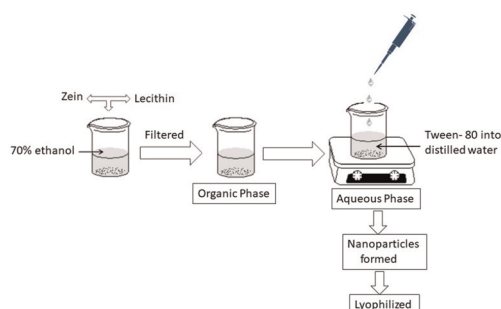 Zein
Lecithin
70% ethanol
Filtered
Organic Phase
Tween- 80 into
distilled water
Aqueous Phase
Nanoparticles
formed
Lyophilized